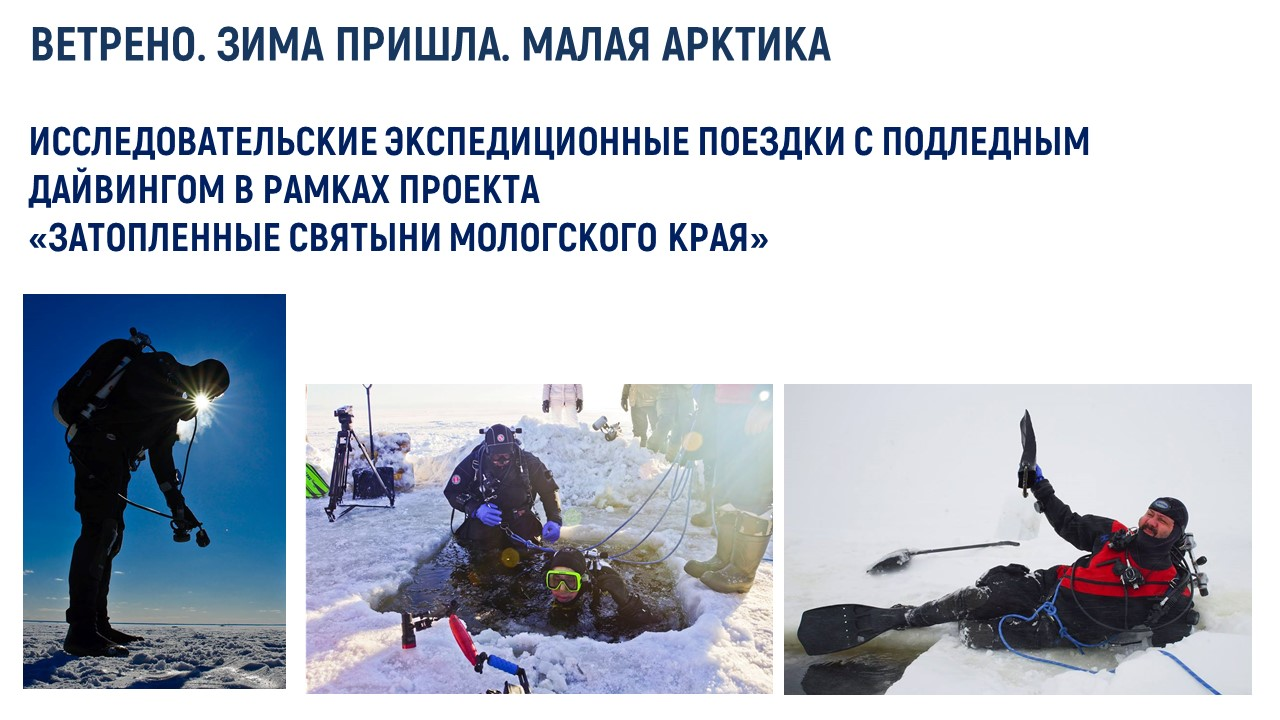 ВЕТРЕНО. ЗИМА ПРИШЛА. МАЛАЯ АРКТИКА
ИССЛЕДОВАТЕЛЬСКИЕ ЭКСПЕДИЦИОННЫЕ ПОЕЗДКИ С ПОДЛЕДНЫМ
ДАЙВИНГОМ В РАМКАХ ПРОЕКТА
«ЗАТОПЛЕННЫЕ СВЯТЫНИ МОЛОГСКОГО КРАЯ»